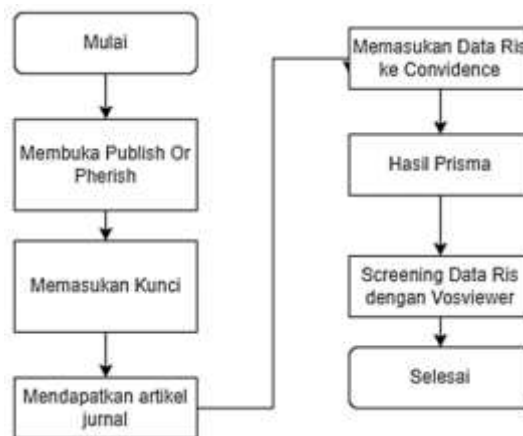 Mulai
Membuka Publish Or
Pherish
Memasukan Kunci
Mendapatkan artikel
jurnal
Memasukan Data Ris
ke Convidence
Hasil Prisma
Screening Data Ris
dengan Vosviewer
Selesai